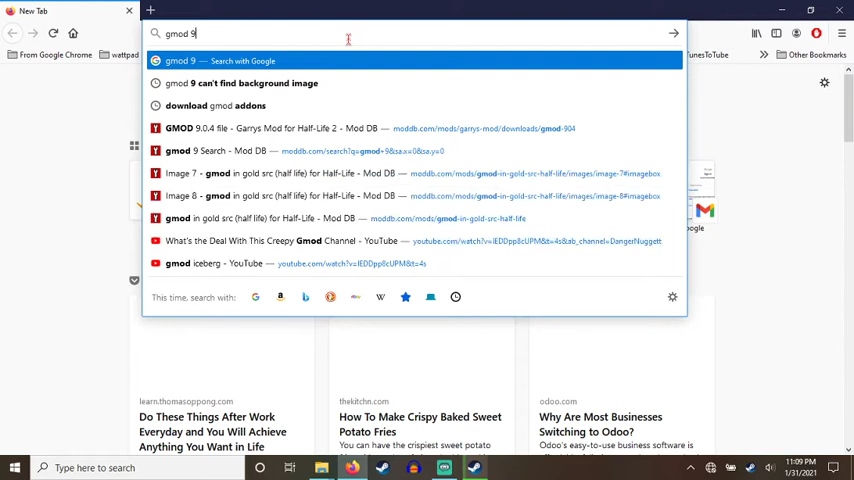 New Tab
gmod 9
From Google Chrome
wattpad
TunesToTube
Other Bookmarks
gmod 9 — Search with Google
gmod 9 can't find background image
download gmod addons
GMOD 9.0.4 file - Garrys Mod for Half-Life 2 - Mod DB — moddb.com/mods/garrys-mod/downloads/gmod-904
gmod 9 Search - Mod DB — moddb.com/search?q=gmod+9&sa.x=0&sa.y=0
Image 7 - gmod in gold src (half life) for Half-Life - Mod DB — moddb.com/mods/gmod-in-gold-src-half-life/images/image-7#imagebox
Image 8 - gmod in gold src (half life) for Half-Life - Mod DB — moddb.com/mods/gmod-in-gold-src-half-life/images/image-8#imagebox
gmod in gold src (half life) for Half-Life - Mod DB — moddb.com/mods/gmod-in-gold-src-half-life
What's the Deal With This Creepy Gmod Channel - YouTube — youtube.com/watch?v=lEDDpp8cUPM&t=4s&ab_channel=DangerNuggett
gmod iceberg - YouTube — youtube.com/watch?v=lEDDpp8cUPM&t=4s
This time, search with:
learn.thomasoppong.com
Do These Things After Work
Everyday and You Will Achieve
Anything You Want in Life
thekitchn.com
How To Make Crispy Baked Sweet
Potato Fries
You can have the crispiest sweet potato
odoo.com
Why Are Most Businesses
Switching to Odoo?
Odoo's easy-to-use business software is
Type here to search
11:09 PM
1/31/2021